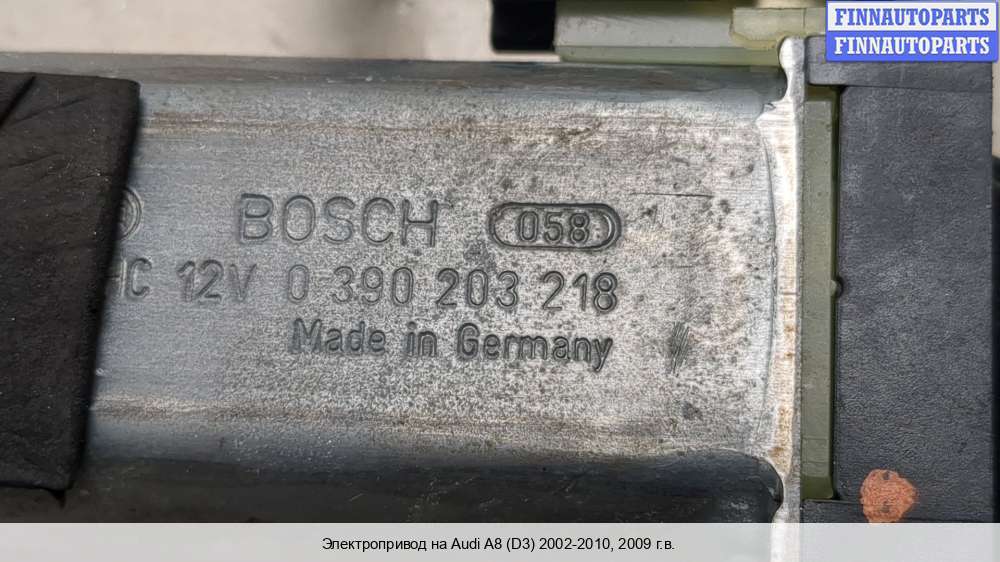 FINNAUTOPARTS
FINNAUTOPARTS
BOSCH 058
HC 12V 0 390 203 218
Made in Germany
Электропривод на Audi A8 (D3) 2002-2010, 2009 г.в.